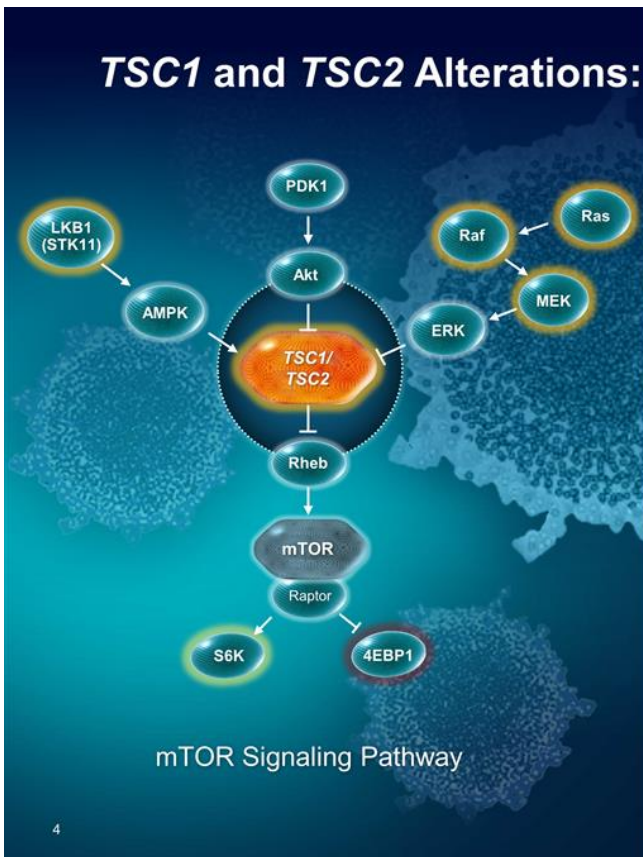 TSC1 and TSC2 Alterations:
PDK1
LKB1
(STK11)
Ras
Raf
Akt
MEK
AMPK
ERK
TSC1/
TSC2
Rheb
mTOR
Raptor
S6K
4EBP1
mTOR Signaling Pathway
4